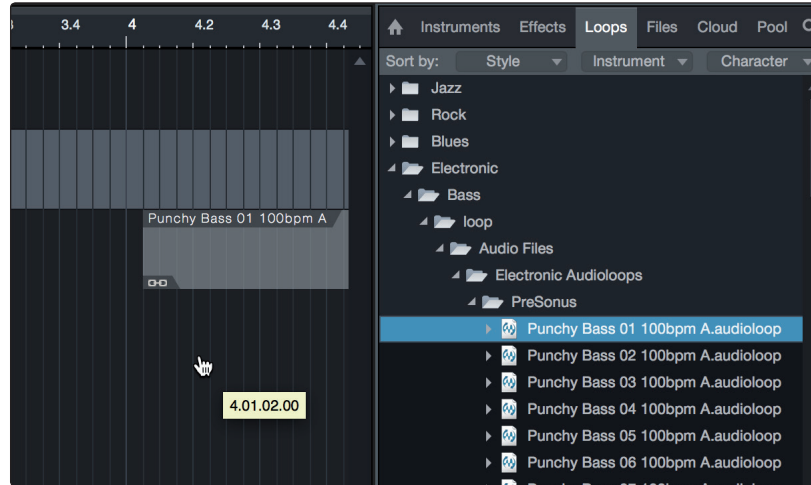 3.4 4 4.2 4.3 4.4
Punchy Bass 01 100bpm A
4.01.02.00
Instruments Effects Loops Files Cloud Pool
Sort by: Style Instrument Character
Jazz
Rock
Blues
Electronic
Bass
loop
Audio Files
Electronic Audioloops
PreSonus
Punchy Bass 01 100bpm A.audioloop
Punchy Bass 02 100bpm A.audioloop
Punchy Bass 03 100bpm A.audioloop
Punchy Bass 04 100bpm A.audioloop
Punchy Bass 05 100bpm A.audioloop
Punchy Bass 06 100bpm A.audioloop